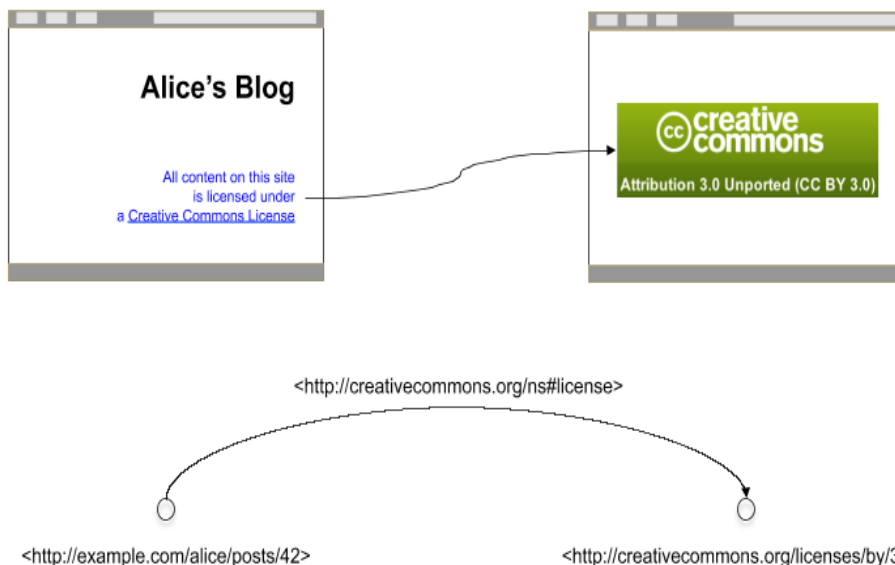 Alice's Blog
All content on this site
is licensed under
a Creative Commons License
cc creative
commons
Attribution 3.0 Unported (CC BY 3.0)
<http://creativecommons.org/ns#license>
<http://example.com/alice/posts/42>
<http://creativecommons.org/licenses/by/3